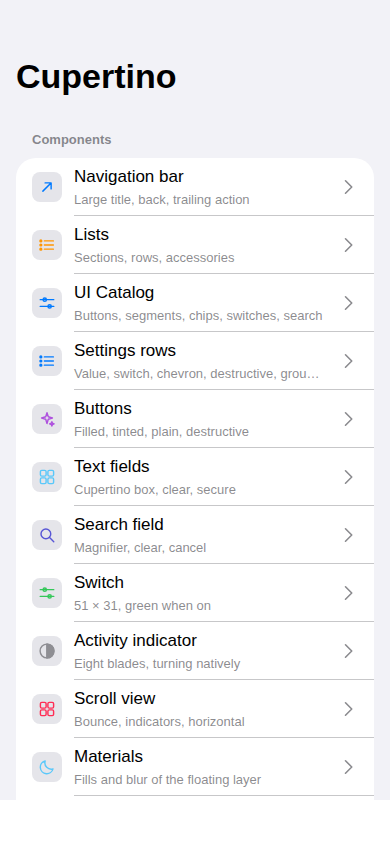 Cupertino
Components
Navigation bar
Large title, back, trailing action
Lists
Sections, rows, accessories
UI Catalog
Buttons, segments, chips, switches, search
Settings rows
Value, switch, chevron, destructive, grou…
Buttons
Filled, tinted, plain, destructive
Text fields
Cupertino box, clear, secure
Search field
Magnifier, clear, cancel
Switch
51 × 31, green when on
Activity indicator
Eight blades, turning natively
Scroll view
Bounce, indicators, horizontal
Materials
Fills and blur of the floating layer